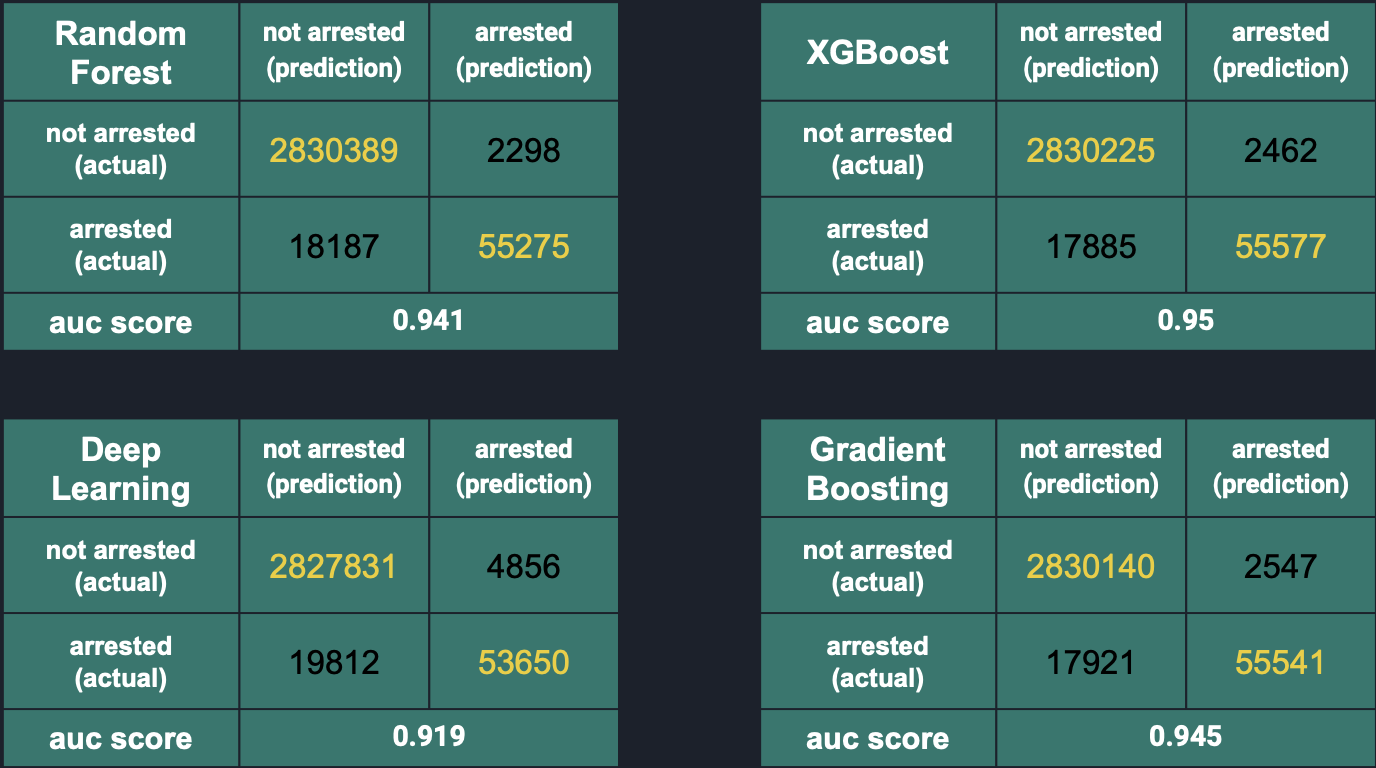 Random
Forest
not arrested
(prediction)
arrested
(prediction)
not arrested
(actual)
2830389
2298
arrested
(actual)
18187
55275
auc score
0.941
XGBoost
not arrested
(prediction)
arrested
(prediction)
not arrested
(actual)
2830225
2462
arrested
(actual)
17885
55577
auc score
0.95
Deep
Learning
not arrested
(prediction)
arrested
(prediction)
not arrested
(actual)
2827831
4856
arrested
(actual)
19812
53650
auc score
0.919
Gradient
Boosting
not arrested
(prediction)
arrested
(prediction)
not arrested
(actual)
2830140
2547
arrested
(actual)
17921
55541
auc score
0.945